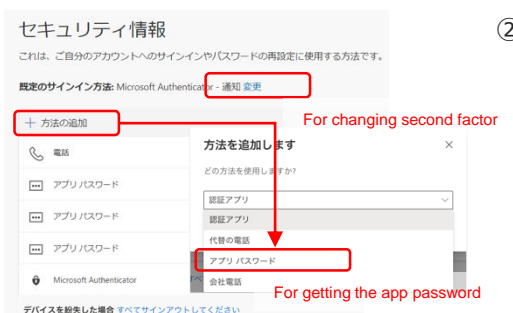 セキュリティ情報
②
これは、ご自分のアカウントへのサインインやパスワードの再設定に使用する方法です。
既定のサインイン方法: Microsoft Authenticator - 通知 変更
For changing second factor
+ 方法の追加
電話
アプリ パスワード
アプリ パスワード
アプリ パスワード
Microsoft Authenticator
すべ
デバイスを紛失した場合 すべてサインアウトしてください
方法を追加します
×
どの方法を使用しますか?
認証アプリ
認証アプリ
代替の電話
アプリ パスワード
会社電話
For getting the app password